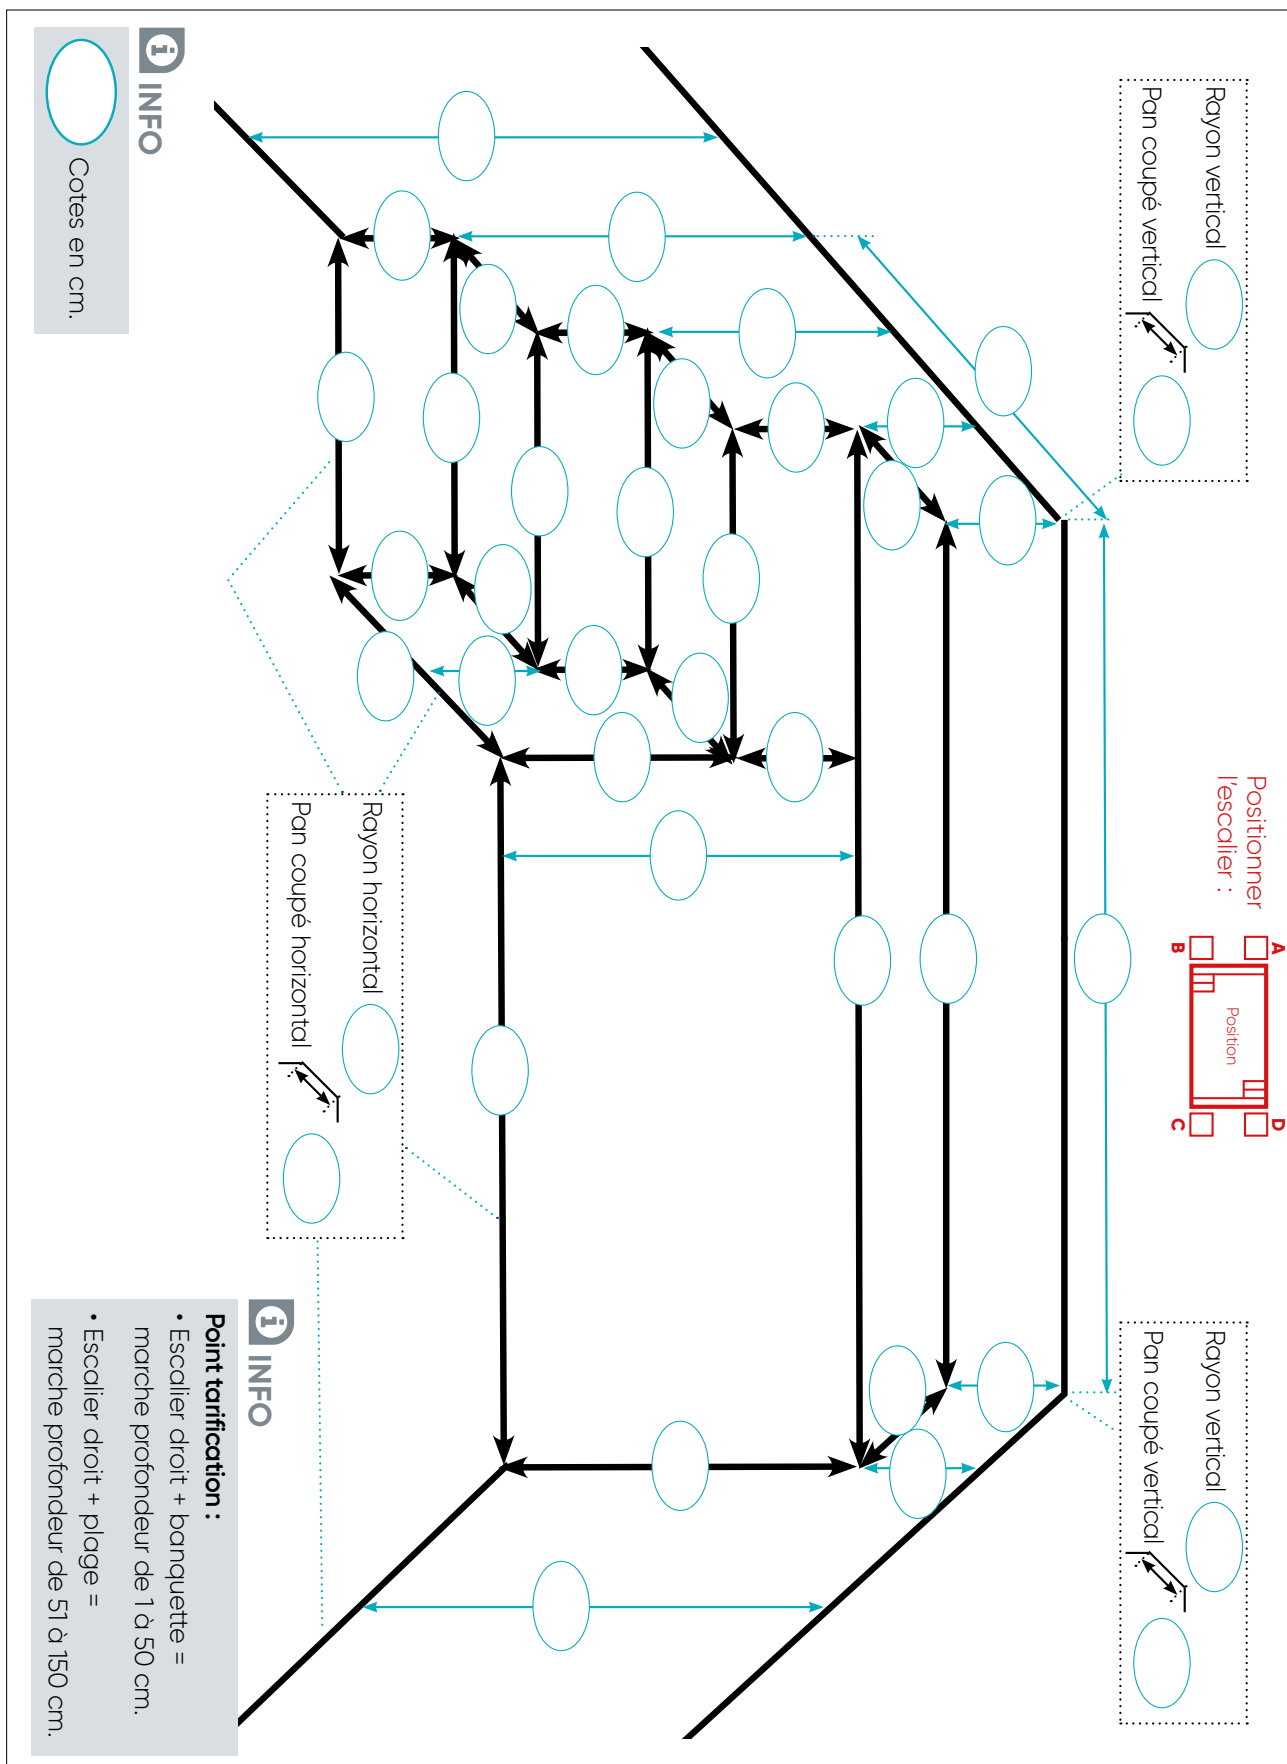 Rayon vertical
Pan coupé vertical
Positionner
l'escalier :
A
B
Position
D
C
Rayon vertical
Pan coupé vertical
Rayon horizontal
Pan coupé horizontal
INFO
Cotes en cm.
INFO
Point tarification :
• Escalier droit + banquette =
marche profondeur de 1 à 50 cm.
• Escalier droit + plage =
marche profondeur de 51 à 150 cm.